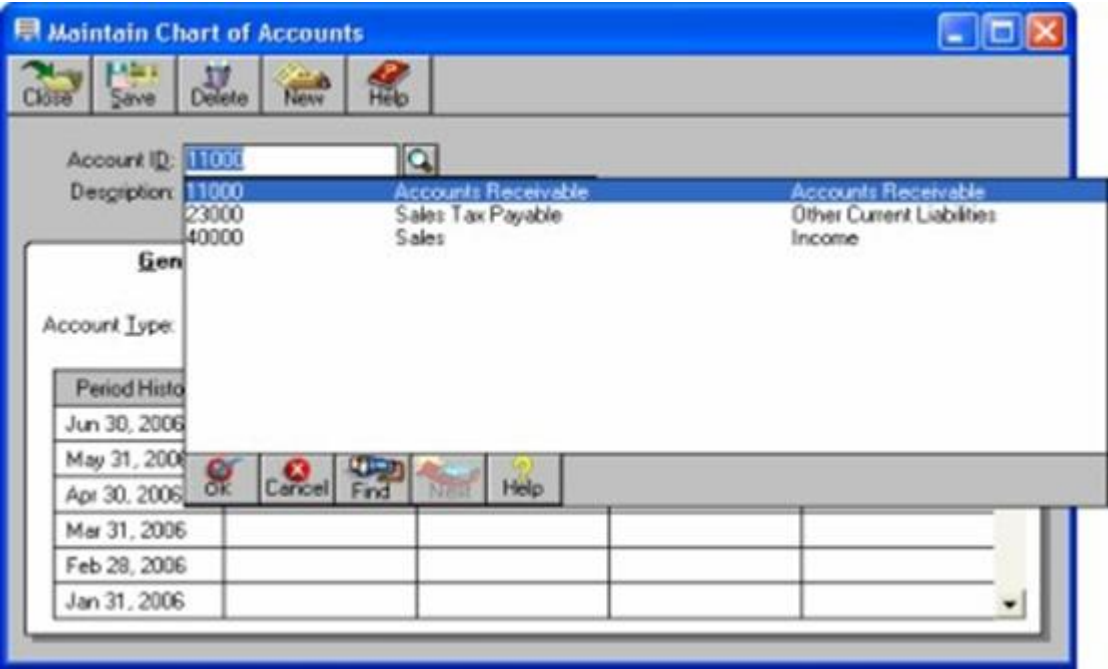 Maintain Chart of Accounts
Close Save Delete New Help
Account ID: 11000
Description:
11000 Accounts Receivable Accounts Receivable
23000 Sales Tax Payable Other Current Liabilities
40000 Sales Income
Gen
Account Type:
Period Histo
Jun 30, 2006
May 31, 200
Apr 30, 2006
OK Cancel Find Next Help
Mar 31, 2006
Feb 28, 2006
Jan 31, 2006